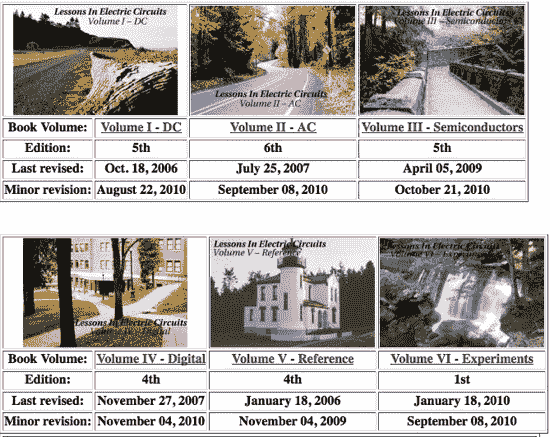 Lessons In Electric Circuits
Volume I – DC
Lessons In Electric Circuits
Volume II – AC
Lessons In Electric Circuits
Volume III – Semiconductors
Book Volume: Volume I - DC Volume II - AC Volume III - Semiconductors
Edition: 5th 6th 5th
Last revised: Oct. 18, 2006 July 25, 2007 April 05, 2009
Minor revision: August 22, 2010 September 08, 2010 October 21, 2010
Lessons In Electric Circuits
Digital
Lessons In Electric Circuits
Volume V – Reference
Lessons In Electric Circuits
Volume VI – Experiments
Book Volume: Volume IV - Digital Volume V - Reference Volume VI - Experiments
Edition: 4th 4th 1st
Last revised: November 27, 2007 January 18, 2006 January 18, 2010
Minor revision: November 04, 2010 November 04, 2009 September 08, 2010